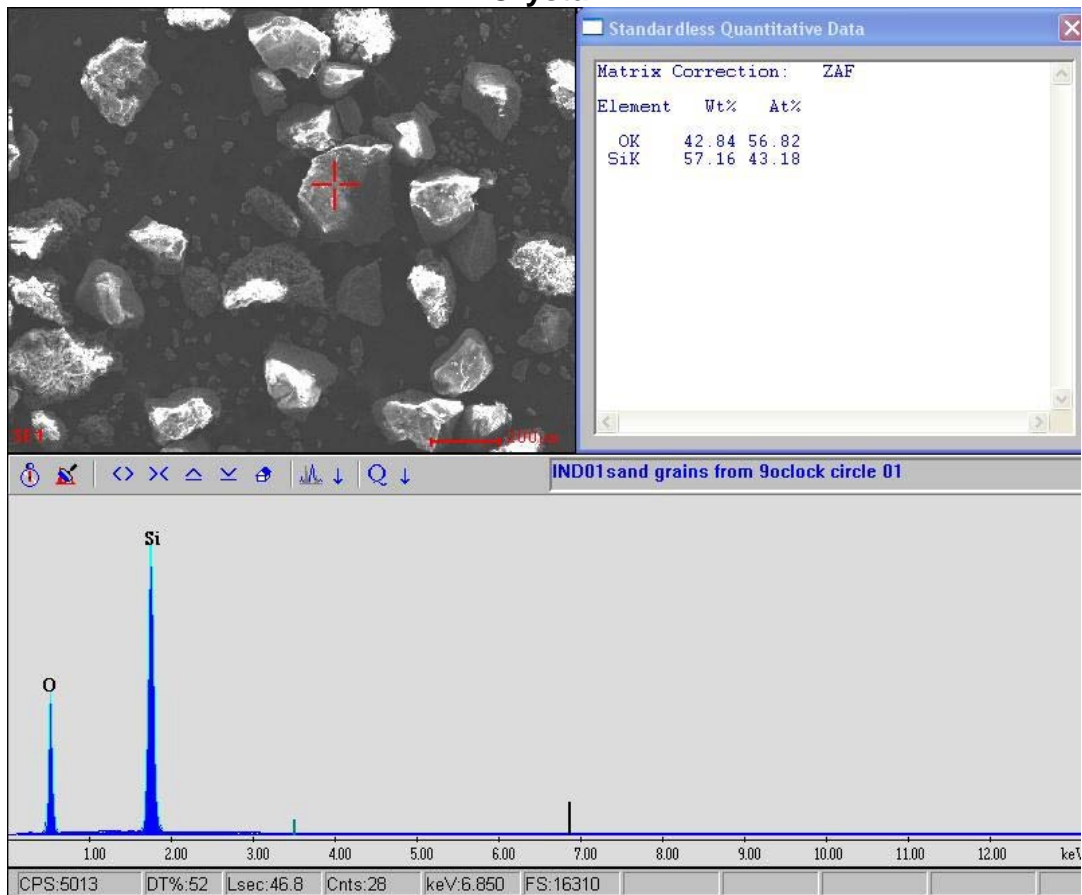 Standardless Quantitative Data
Matrix Correction: ZAF
Element Wt% At%
OK 42.84 56.82
SiK 57.16 43.18
Q
IND01 sand grains from 9oclock circle 01
Si
O
1.00 2.00 3.00 4.00 5.00 6.00 7.00 8.00 9.00 10.00 11.00 12.00 keV
CPS:5013 DT%:52 Lsec:46.8 Cnts:28 keV:6.850 FS:16310